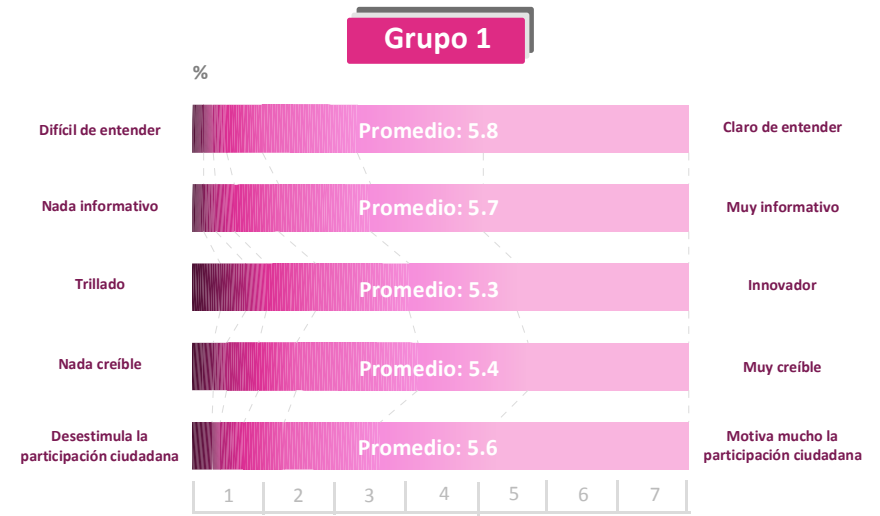 Grupo 1
%
Difícil de entender
Promedio: 5.8
Claro de entender
Nada informativo
Promedio: 5.7
Muy informativo
Trillado
Promedio: 5.3
Innovador
Nada creíble
Promedio: 5.4
Muy creíble
Desestimula la
participación ciudadana
Promedio: 5.6
Motiva mucho la
participación ciudadana
1 2 3 4 5 6 7